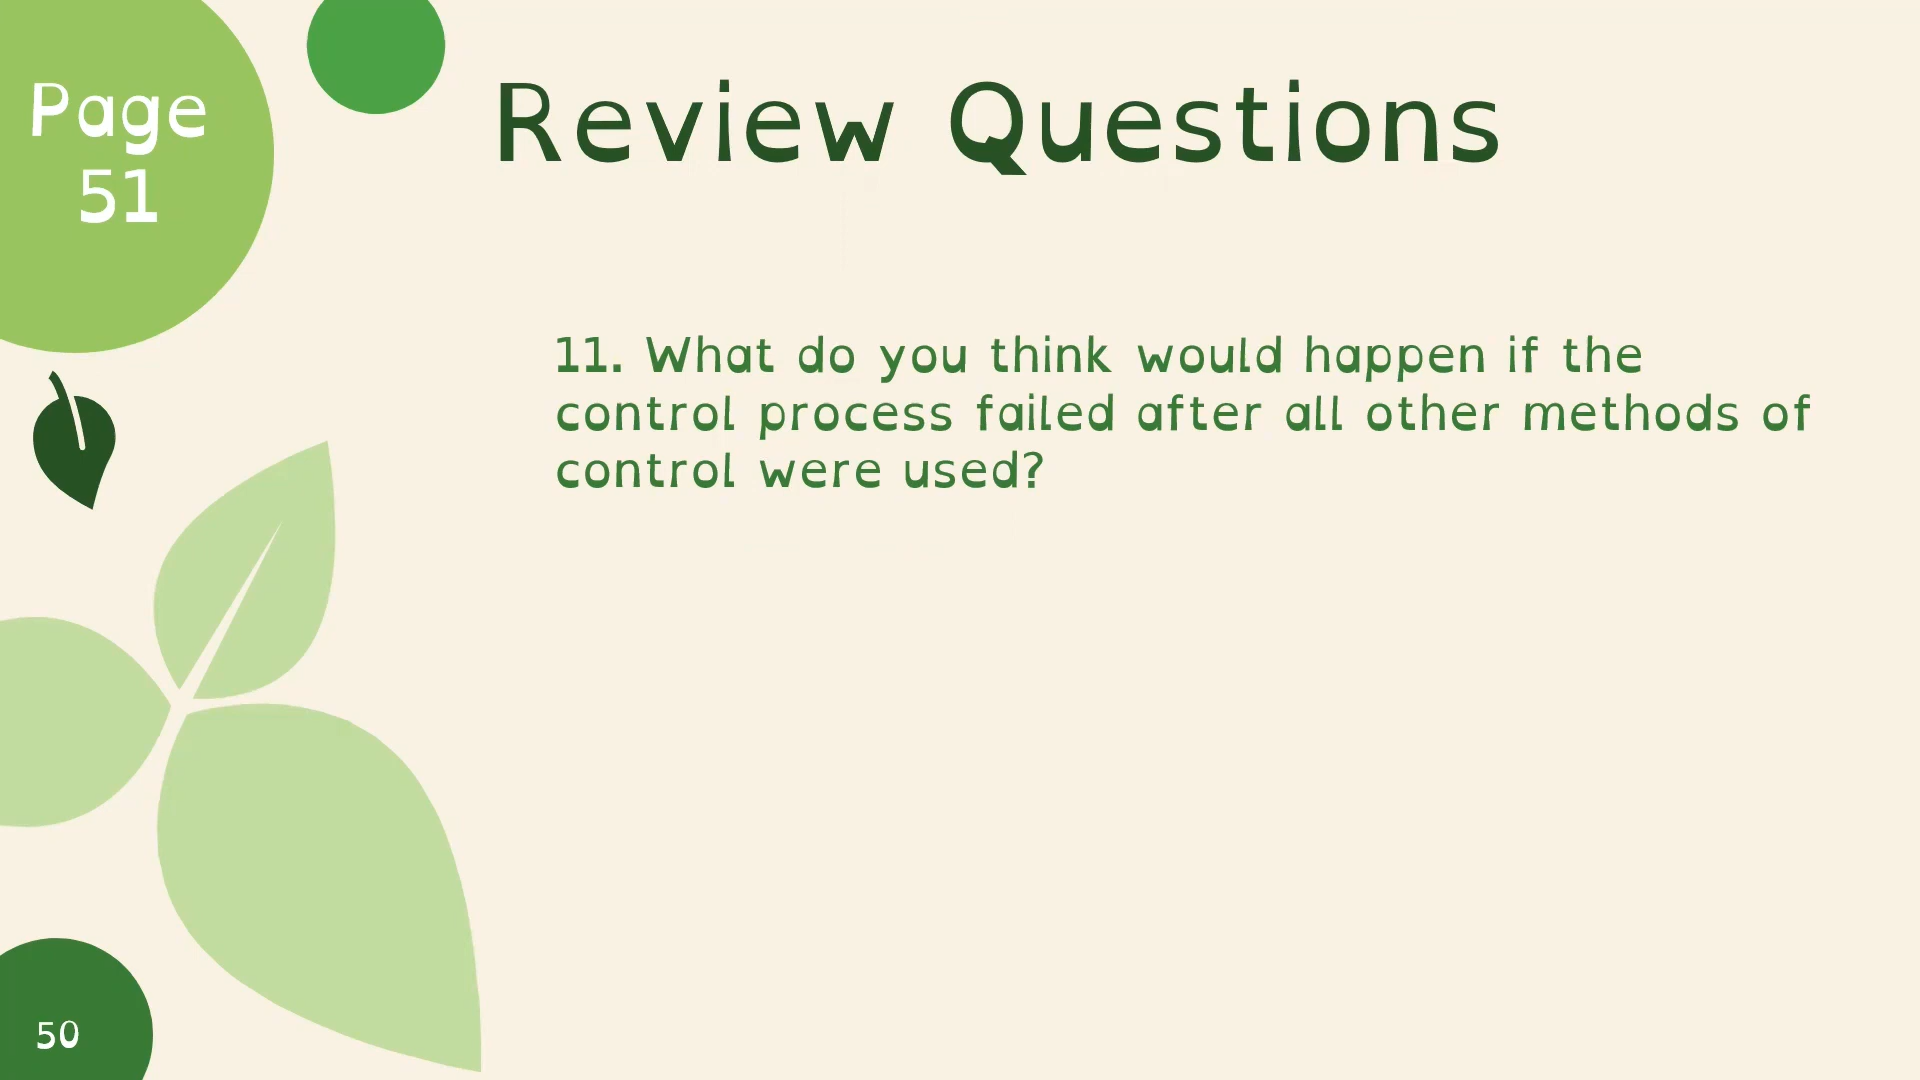 Page
51
Review Questions
11. What do you think would happen if the
control process failed after all other methods of
control were used?
50